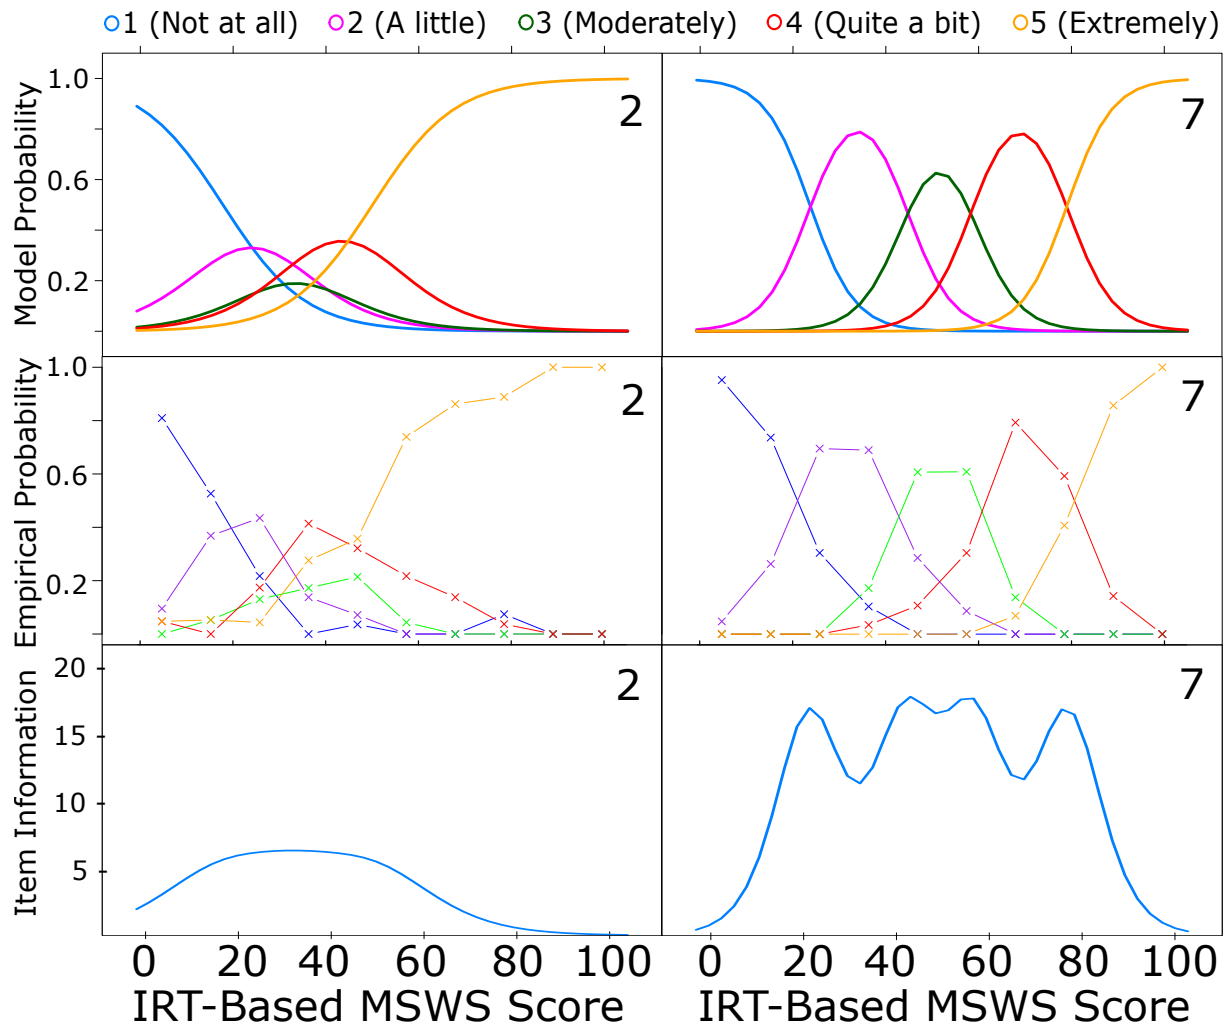 1 (Not at all) 2 (A little) 3 (Moderately) 4 (Quite a bit) 5 (Extremely)
Model Probability
1.0
0.6
0.2
2
7
Empirical Probability
1.0
0.6
0.2
2
7
Item Information
20
15
10
5
2
7
0 20 40 60 80 100
0 20 40 60 80 100
IRT-Based MSWS Score
IRT-Based MSWS Score